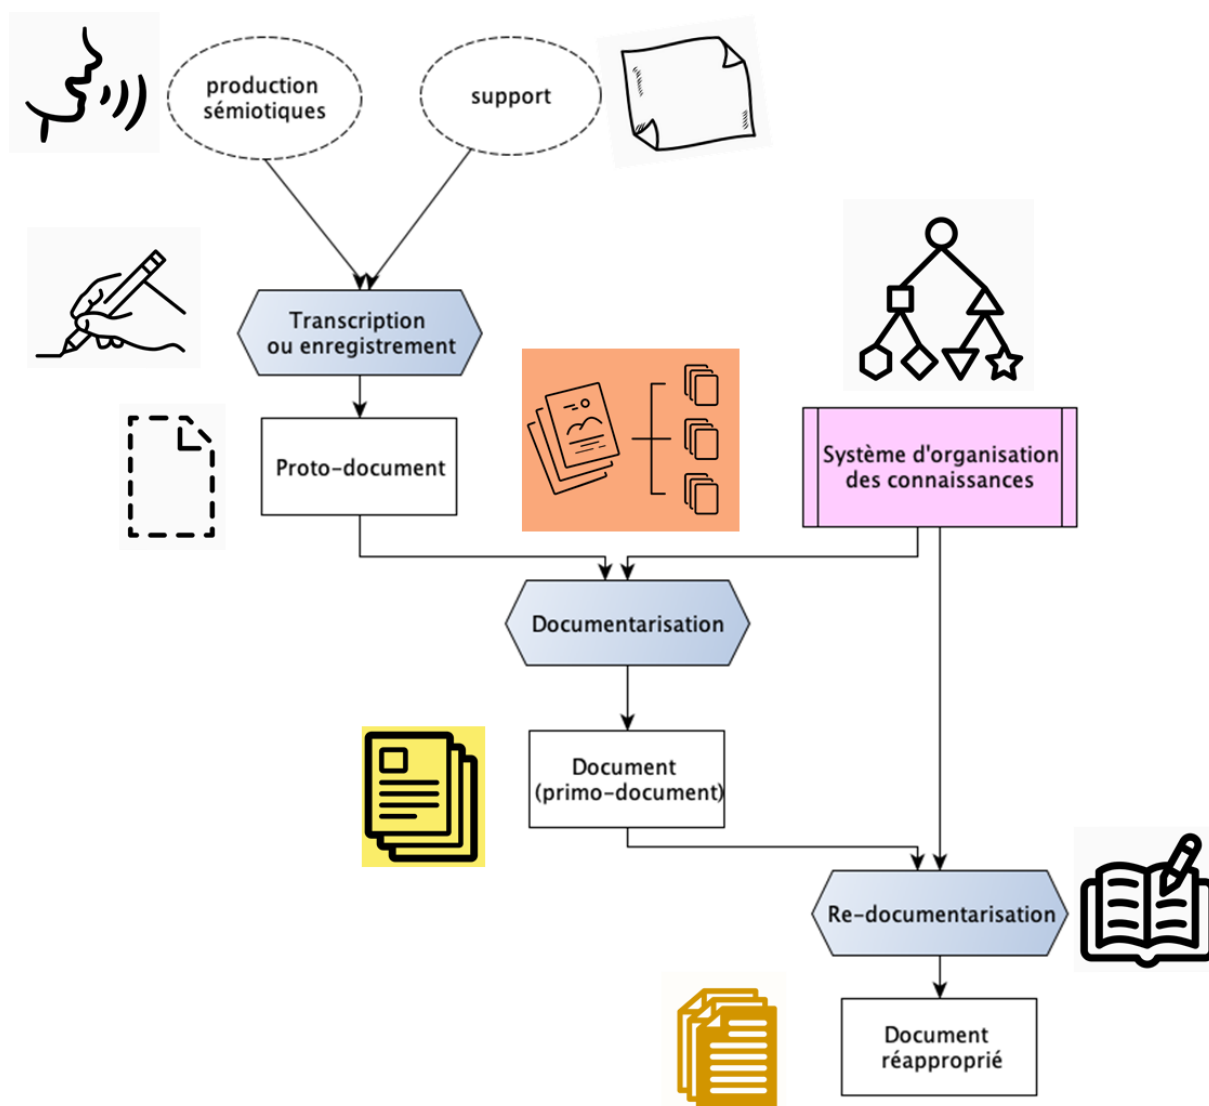 production
sémiotiques
support
Transcription
ou enregistrement
Proto-document
Système d'organisation
des connaissances
Documentarisation
Document
(primo-document)
Re-documentarisation
Document
réapproprié